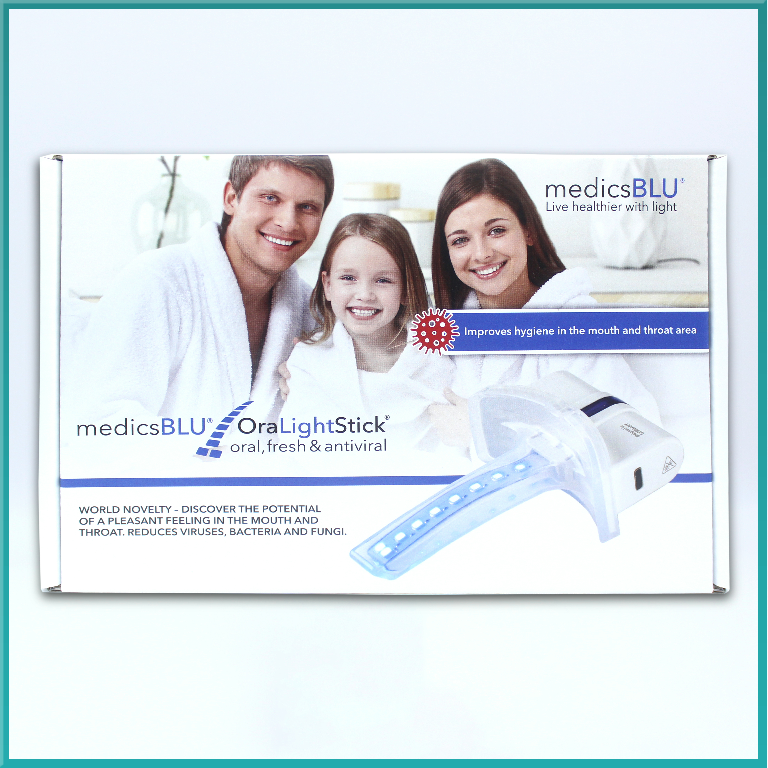 medicsBLU®
Live healthier with light
Improves hygiene in the mouth and throat area
medicsBLU® OraLightStick®
oral, fresh & antiviral
WORLD NOVELTY - DISCOVER THE POTENTIAL
OF A PLEASANT FEELING IN THE MOUTH AND
THROAT. REDUCES VIRUSES, BACTERIA AND FUNGI.